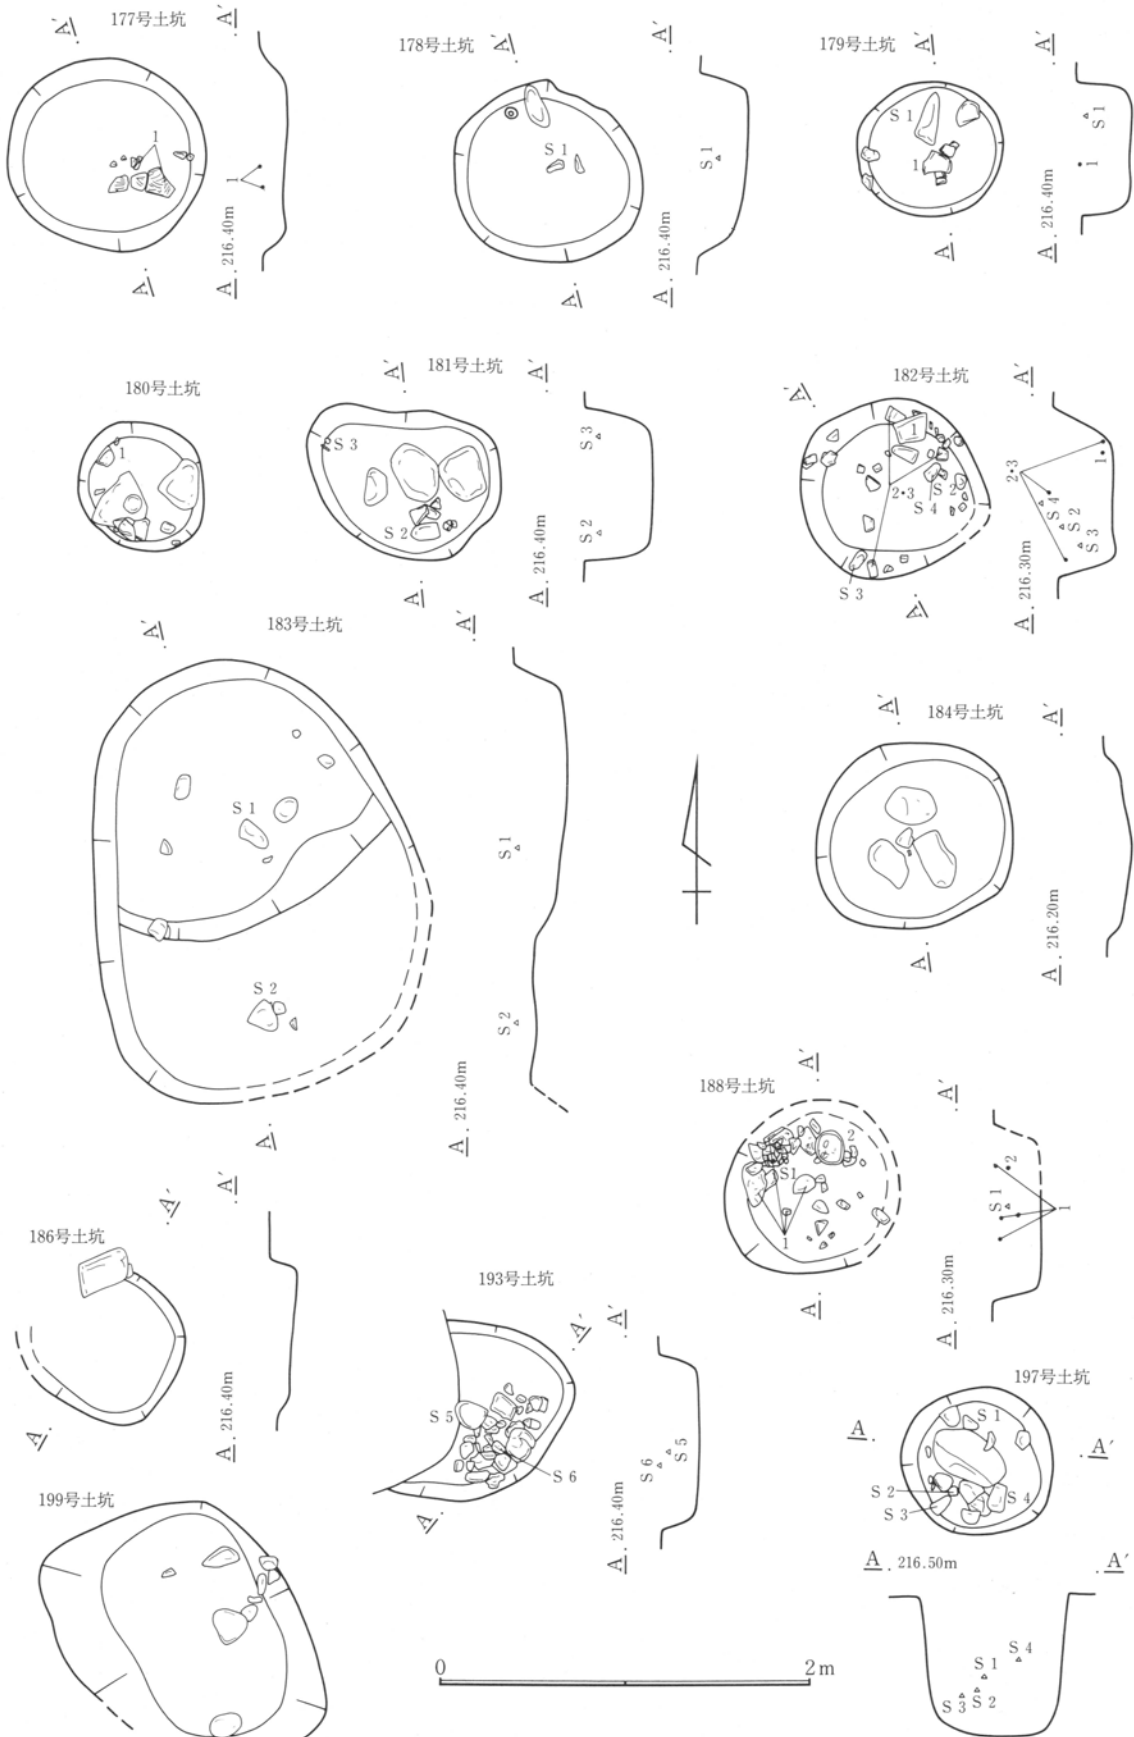 177号土坑
A′
A′
1
1
A
A . 216.40m
178号土坑
A′
A′
S 1
S 1
A
A . 216.40m
179号土坑
A′
A′
S 1
1
S 1
1
A
A . 216.40m
180号土坑
1
181号土坑
A′
A′
S 3
S 2
S 3
S 2
A
A . 216.40m
182号土坑
A′
A′
1
2•3
S 2
S 4
S 3
1
2•3
S 4
S 2
S 3
A
A . 216.30m
183号土坑
A′
A′
S 1
S 2
S 1
S 2
A
A . 216.40m
184号土坑
A′
A′
A
A . 216.20m
186号土坑
A′
A′
A
A . 216.40m
188号土坑
A′
A′
2
S1
1
2
S 1
1
A
A . 216.30m
193号土坑
A′
A′
S 5
S 6
S 6
S 5
A
A . 216.40m
197号土坑
A
A′
S 1
S 2
S 3
S 4
A . 216.50m
A′
S 4
S 1
S 3
S 2
199号土坑
0
2m